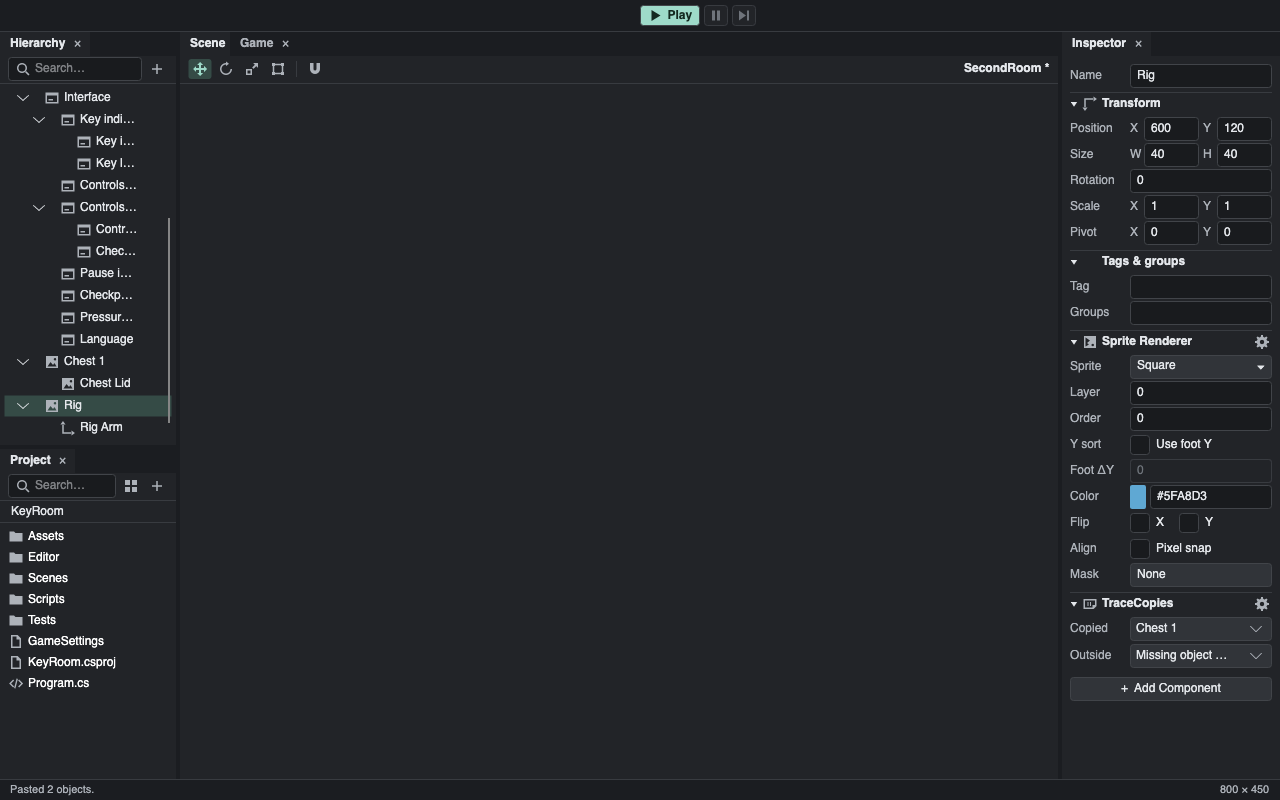 Play
Hierarchy ×
Search...
Interface
Key indi...
Key i...
Key l...
Controls...
Controls...
Contr...
Chec...
Pause i...
Checkp...
Pressur...
Language
Chest 1
Chest Lid
Rig
Rig Arm
Project ×
Search...
KeyRoom
Assets
Editor
Scenes
Scripts
Tests
GameSettings
KeyRoom.csproj
Program.cs
Scene Game ×
SecondRoom *
Inspector ×
Name Rig
Transform
Position X 600 Y 120
Size W 40 H 40
Rotation 0
Scale X 1 Y 1
Pivot X 0 Y 0
Tags & groups
Tag
Groups
Sprite Renderer
Sprite Square
Layer 0
Order 0
Y sort Use foot Y
Foot ΔY 0
Color #5FA8D3
Flip X Y
Align Pixel snap
Mask None
TraceCopies
Copied Chest 1
Outside Missing object ...
+ Add Component
Pasted 2 objects.
800 × 450